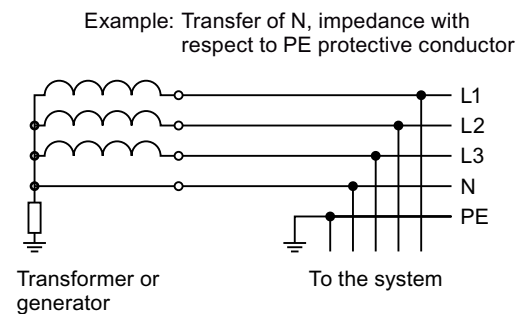 Example: Transfer of N, impedance with
respect to PE protective conductor
L1
L2
L3
N
PE
Transformer or
generator
To the system